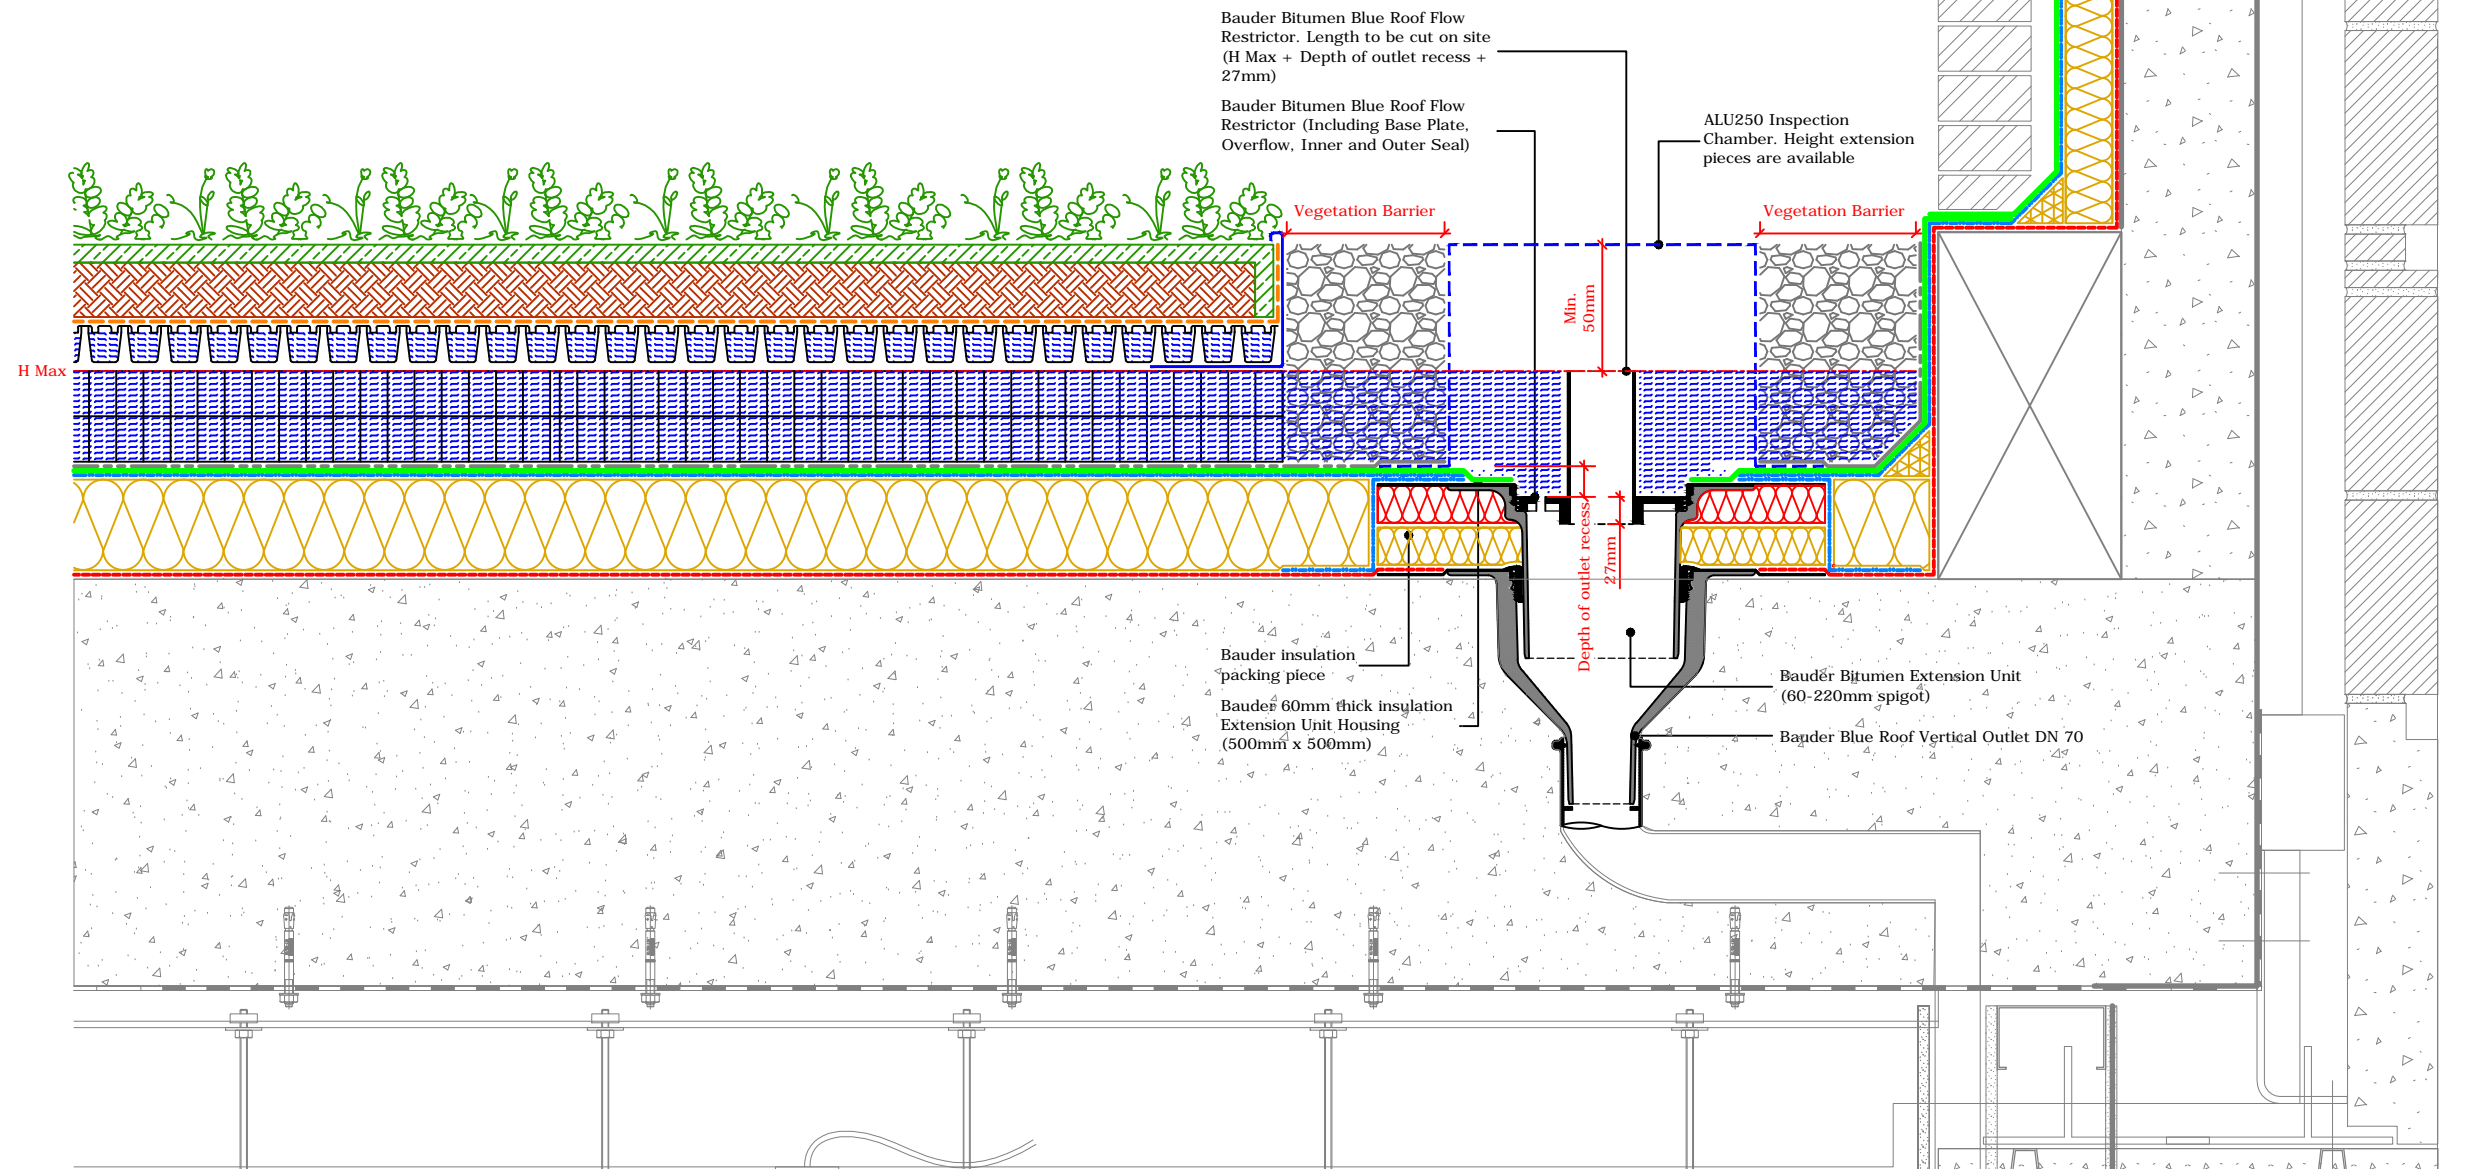 Bauder Bitumen Blue Roof Flow
Restrictor. Length to be cut on site
(H Max + Depth of outlet recess +
27mm)
Bauder Bitumen Blue Roof Flow
Restrictor (Including Base Plate,
Overflow, Inner and Outer Seal)
ALU250 Inspection
Chamber. Height extension
pieces are available
Vegetation Barrier
Vegetation Barrier
Min.
50mm
H Max
Depth of outlet recess
27mm
Bauder insulation
packing piece
Bauder 60mm thick insulation
Extension Unit Housing
(500mm x 500mm)
Bauder Bitumen Extension Unit
(60-220mm spigot)
Bauder Blue Roof Vertical Outlet DN 70